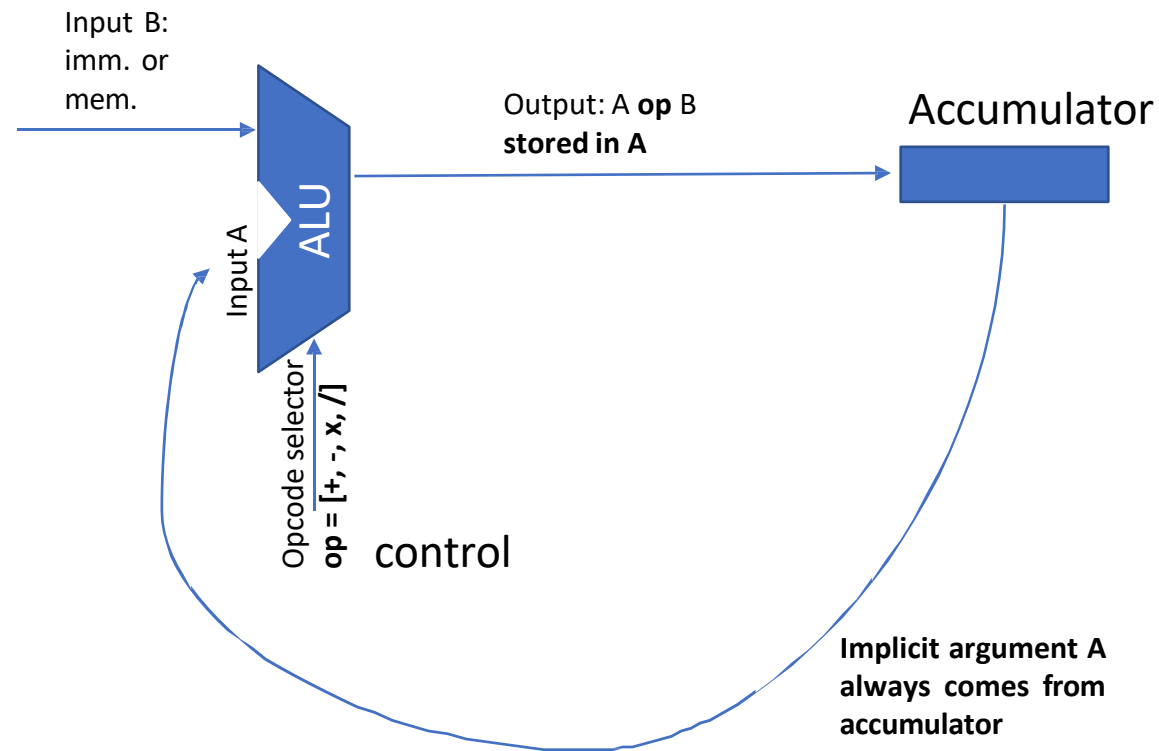 Input B:
imm. or
mem.
Output: A op B
stored in A
Accumulator
ALU
Input A
Opcode selector
op = [+, -, x, /]
control
Implicit argument A
always comes from
accumulator